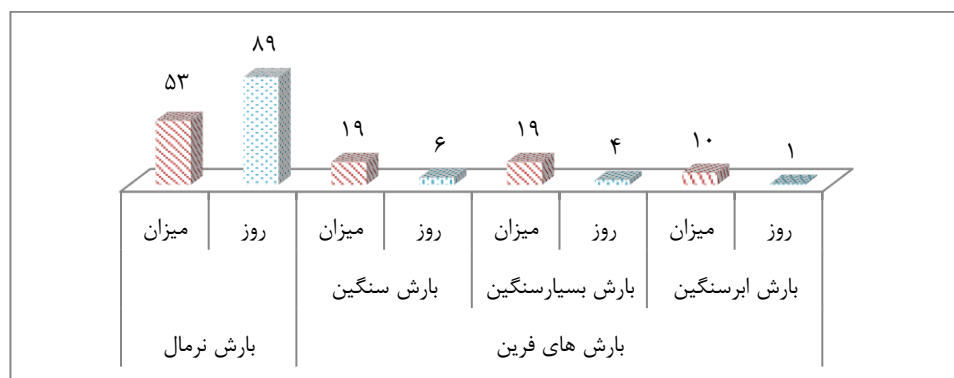 ۵۳ ۸۹ ۱۹ ۶ ۱۹ ۴ ۱۰ ۱
میزان روز میزان روز میزان روز میزان روز
بارش سنگین بارش بسیارسنگین بارش ابرسنگین
بارش نرمال بارش های فرین